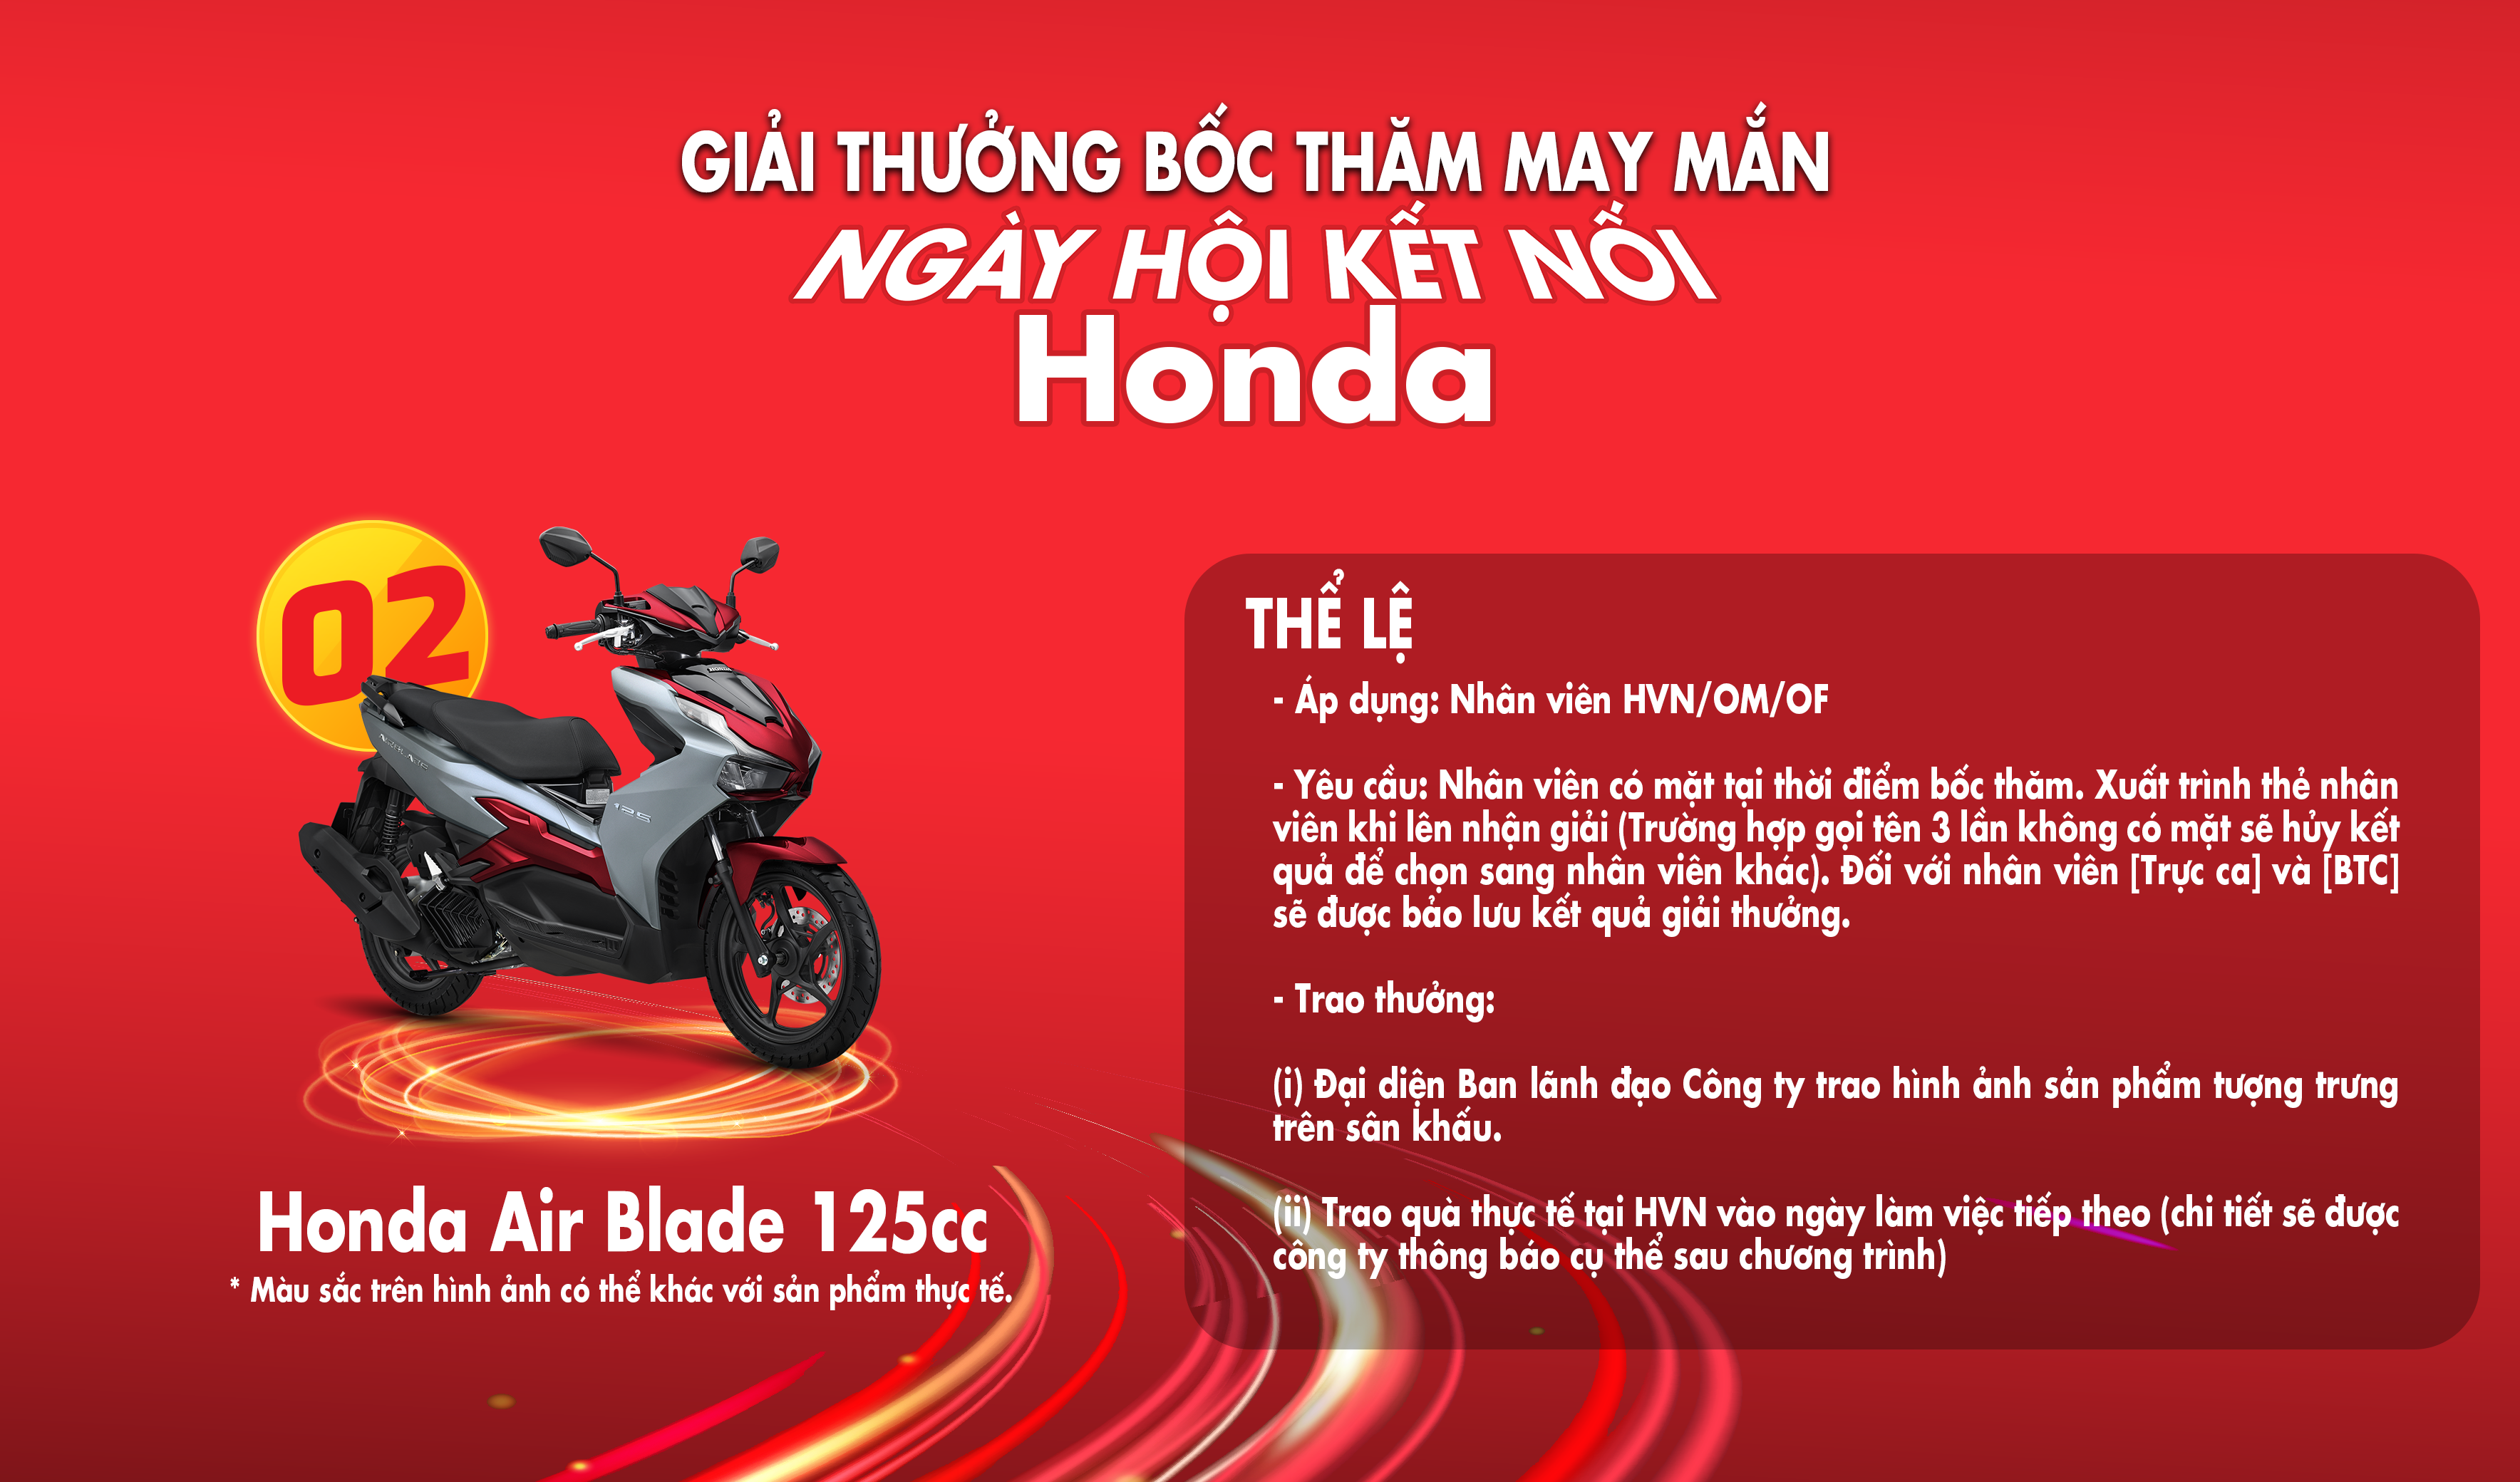 GIẢI THƯỞNG BỐC THĂM MAY MẮN
NGÀY HỘI KẾT NỐI
Honda
02
HONDA
125
Honda Air Blade 125cc
* Màu sắc trên hình ảnh có thể khác với sản phẩm thực tế.
THỂ LỆ
- Áp dụng: Nhân viên HVN/OM/OF
- Yêu cầu: Nhân viên có mặt tại thời điểm bốc thăm. Xuất trình thẻ nhân
viên khi lên nhận giải (Trường hợp gọi tên 3 lần không có mặt sẽ hủy kết
quả để chọn sang nhân viên khác). Đối với nhân viên [Trực ca] và [BTC]
sẽ được bảo lưu kết quả giải thưởng.
- Trao thưởng:
(i) Đại diện Ban lãnh đạo Công ty trao hình ảnh sản phẩm tượng trưng
trên sân khấu.
(ii) Trao quà thực tế tại HVN vào ngày làm việc tiếp theo (chi tiết sẽ được
công ty thông báo cụ thể sau chương trình)